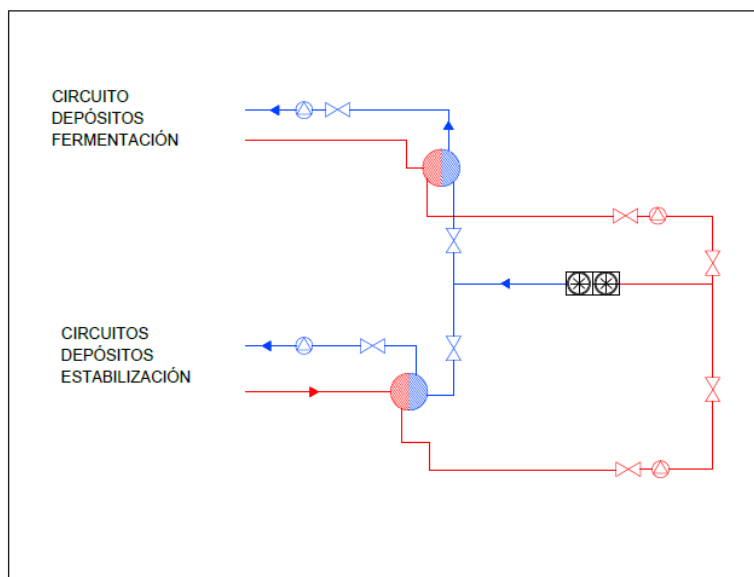 CIRCUITO
DEPÓSITOS
FERMENTACIÓN
CIRCUITOS
DEPÓSITOS
ESTABILIZACIÓN